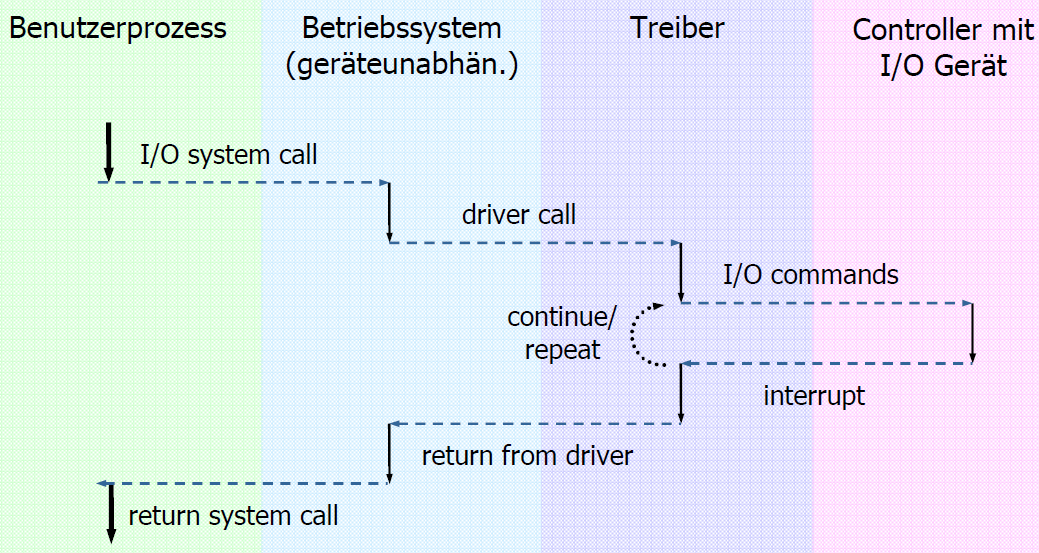 Benutzerprozess
Betriebssystem
(geräteunabhän.)
Treiber
Controller mit
I/O Gerät
I/O system call
driver call
I/O commands
continue/
repeat
interrupt
return from driver
return system call